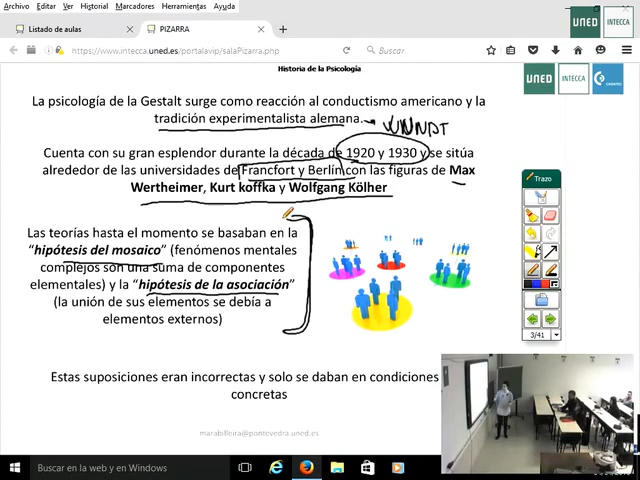 Archivo Editar Ver Historial Marcadores Herramientas Ayuda
Listado de aulas
PIZARRA
https://www.intecca.uned.es/portalavip/salaPizarra.php
Buscar
UNED
INTECCA
Historia de la Psicología
UNED
INTECCA
La psicología de la Gestalt surge como reacción al conductismo americano y la
tradición experimentalista alemana.
WUNDT
Cuenta con su gran esplendor durante la década de 1920 y 1930 y se sitúa
alrededor de las universidades de Francfort y Berlín con las figuras de Max
Wertheimer, Kurt koffka y Wolfgang Kölher
Trazo
Las teorías hasta el momento se basaban en la
"hipótesis del mosaico" (fenómenos mentales
complejos son una suma de componentes
elementales) y la "hipótesis de la asociación"
(la unión de sus elementos se debía a
elementos externos)
3/41
Estas suposiciones eran incorrectas y solo se daban en condiciones
concretas
marabilleira@pontevedra.uned.es
Buscar en la web y en Windows